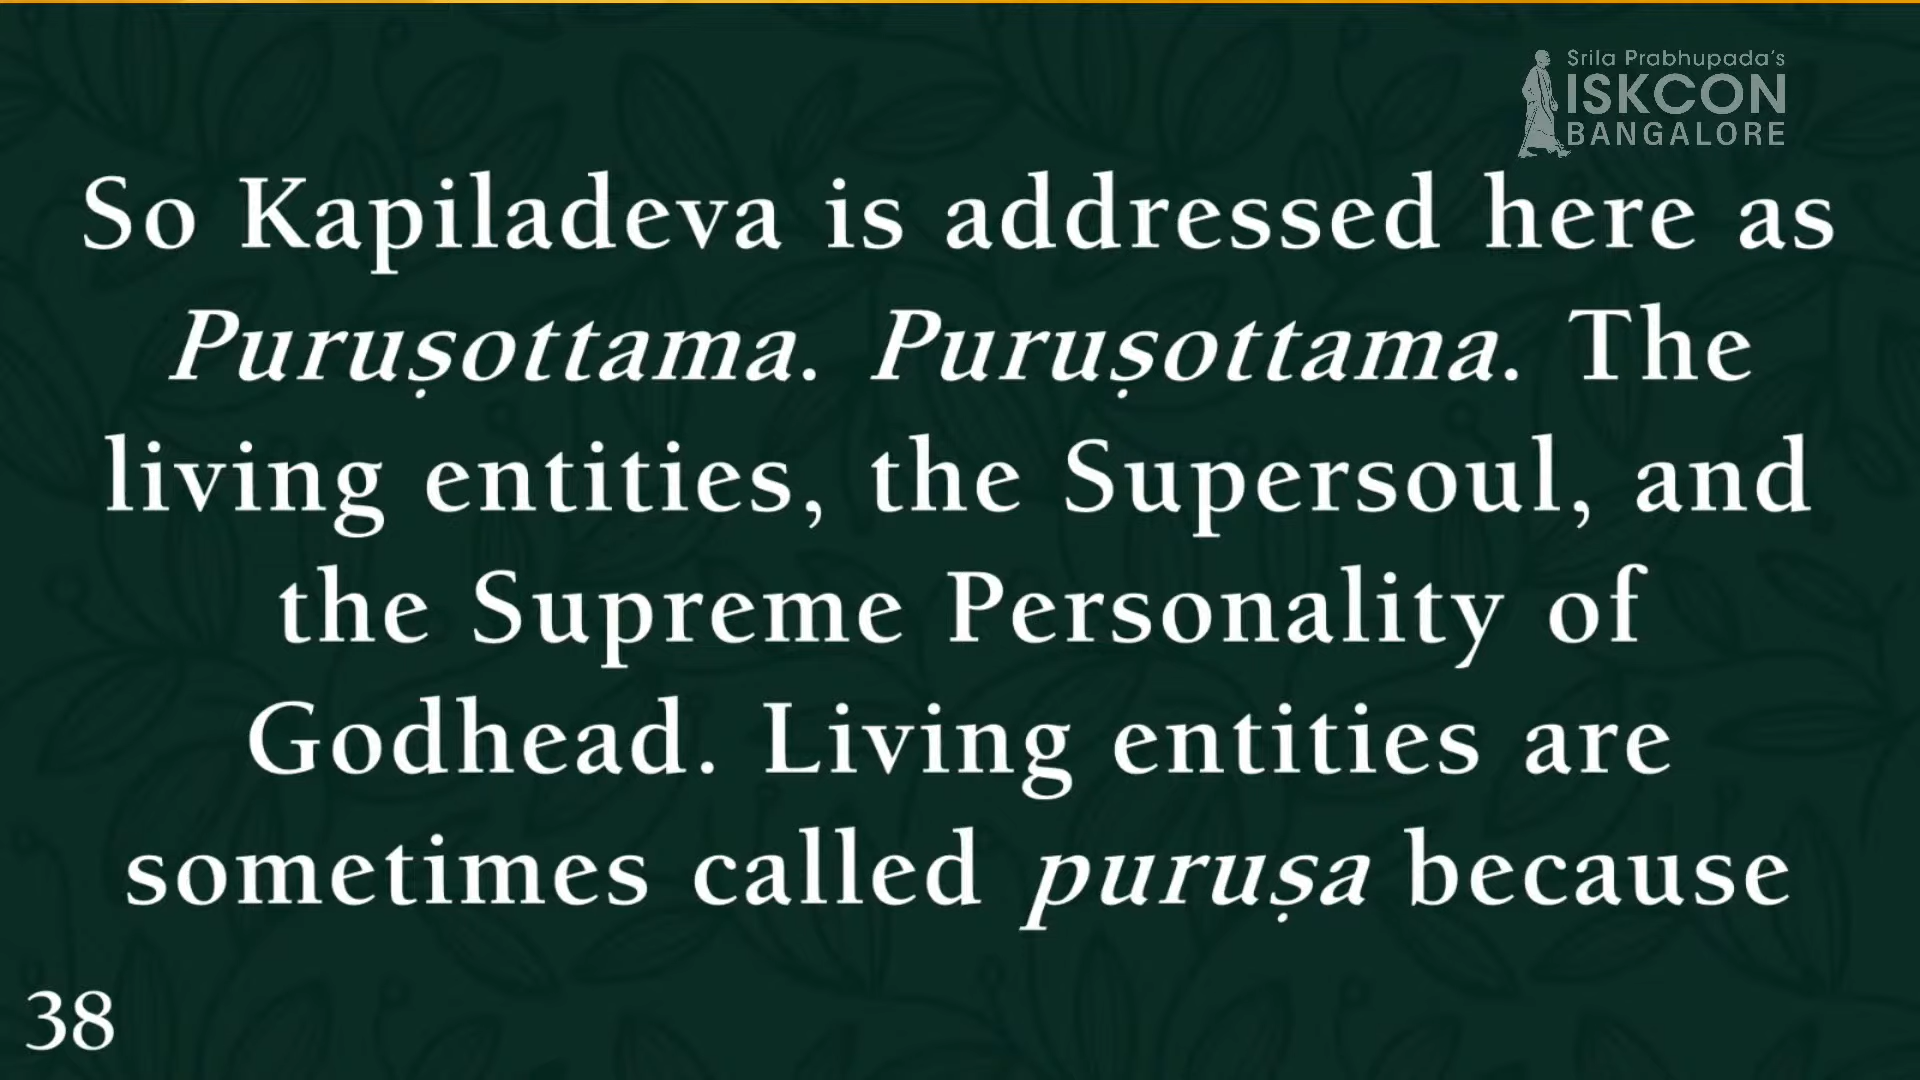 Srila Prabhupada's
ISKCON
BANGALORE
So Kapiladeva is addressed here as
Puruṣottama. Puruṣottama. The
living entities, the Supersoul, and
the Supreme Personality of
Godhead. Living entities are
sometimes called puruṣa because
38